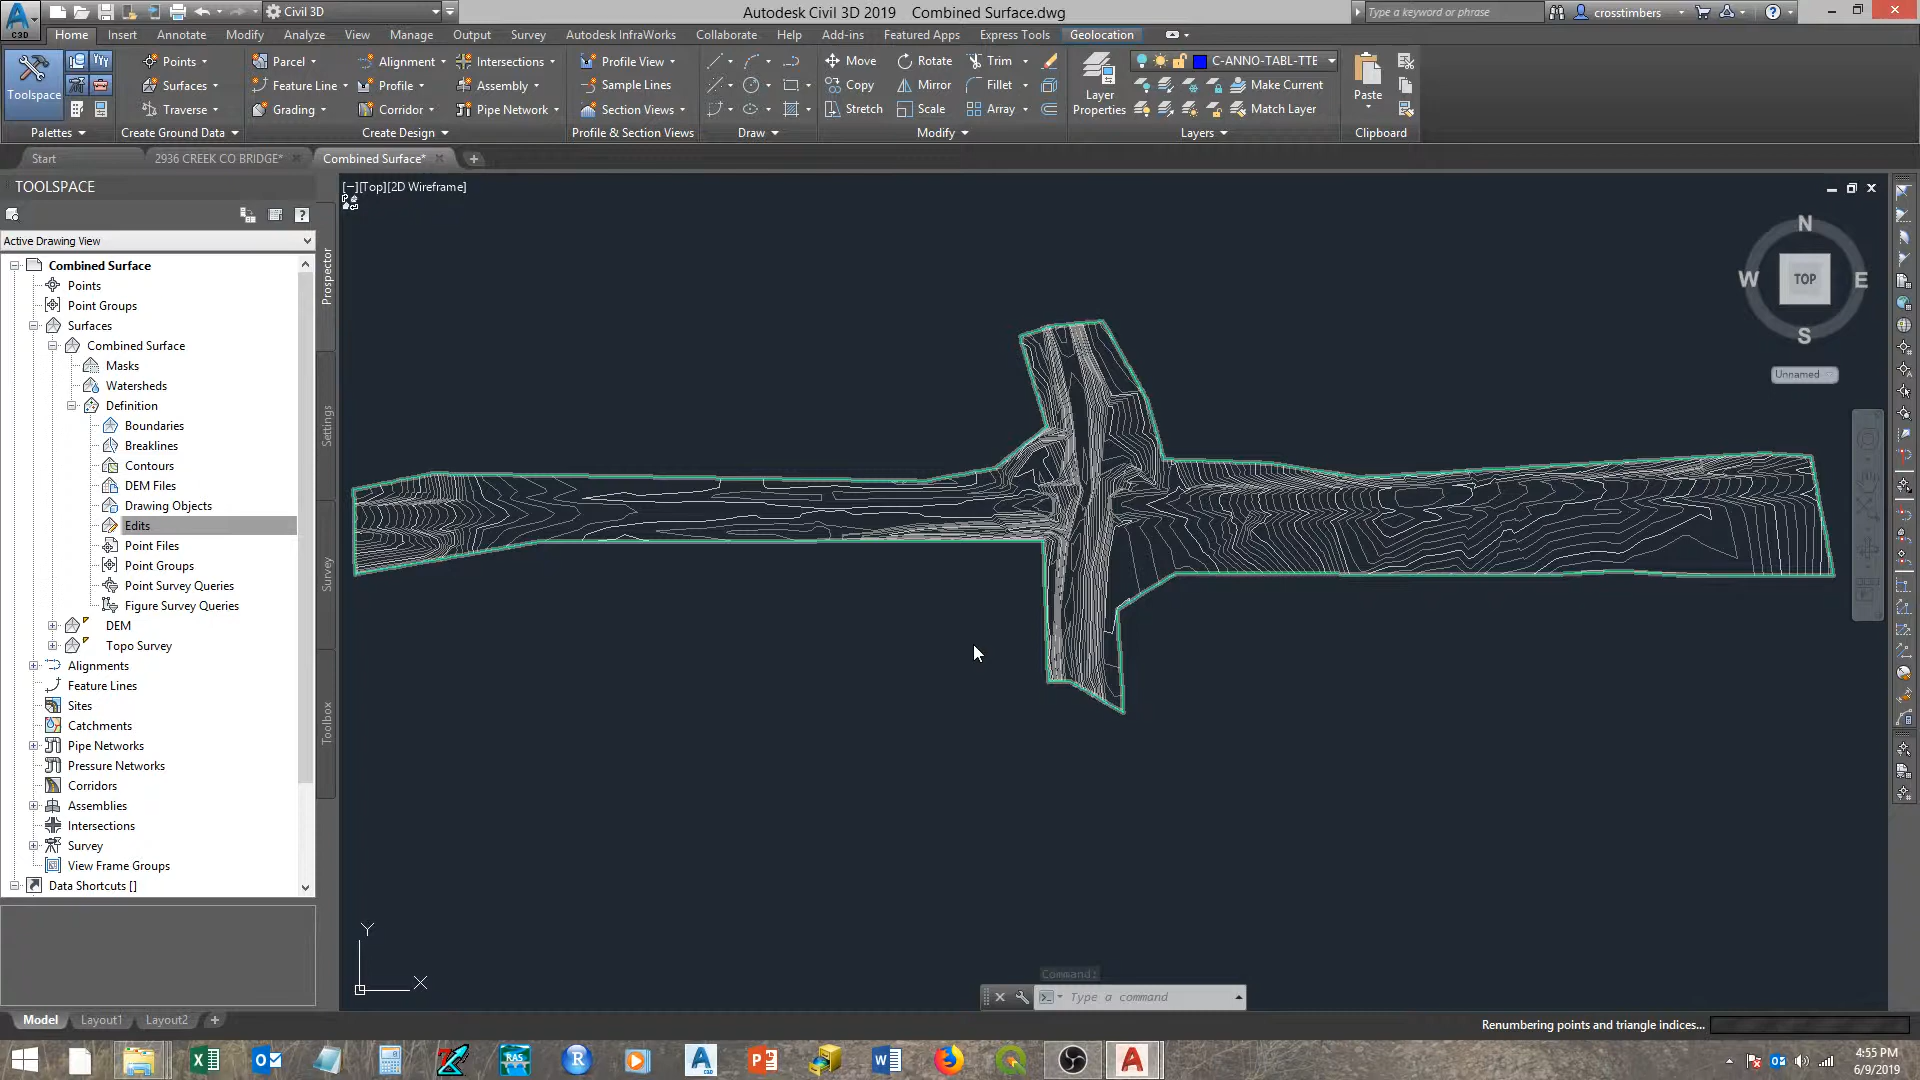 Civil 3D
Autodesk Civil 3D 2019 Combined Surface.dwg
Type a keyword or phrase
crosstimbers
C3D
Home Insert Annotate Modify Analyze View Manage Output Survey Autodesk InfraWorks Collaborate Help Add-ins Featured Apps Express Tools Geolocation
Toolspace
Points
Surfaces
Traverse
Parcel
Feature Line
Grading
Alignment
Profile
Corridor
Intersections
Assembly
Pipe Network
Profile View
Sample Lines
Section Views
Move
Copy
Stretch
Rotate
Mirror
Scale
Trim
Fillet
Array
Layer
Properties
C-ANNO-TABL-TTE
Make Current
Match Layer
Paste
Palettes Create Ground Data Create Design Profile & Section Views Draw Modify Layers Clipboard
Start 2936 CREEK CO BRIDGE* Combined Surface*
TOOLSPACE
Active Drawing View
Combined Surface
Points
Point Groups
Surfaces
Combined Surface
Masks
Watersheds
Definition
Boundaries
Breaklines
Contours
DEM Files
Drawing Objects
Edits
Point Files
Point Groups
Point Survey Queries
Figure Survey Queries
DEM
Topo Survey
Alignments
Feature Lines
Sites
Catchments
Pipe Networks
Pressure Networks
Corridors
Assemblies
Intersections
Survey
View Frame Groups
Data Shortcuts []
Prospector
Settings
Survey
Toolbox
[−][Top][2D Wireframe]
N
W TOP E
S
Unnamed
Y
X
Command:
Type a command
Model Layout1 Layout2
Renumbering points and triangle indices...
RAS
4:55 PM
6/9/2019